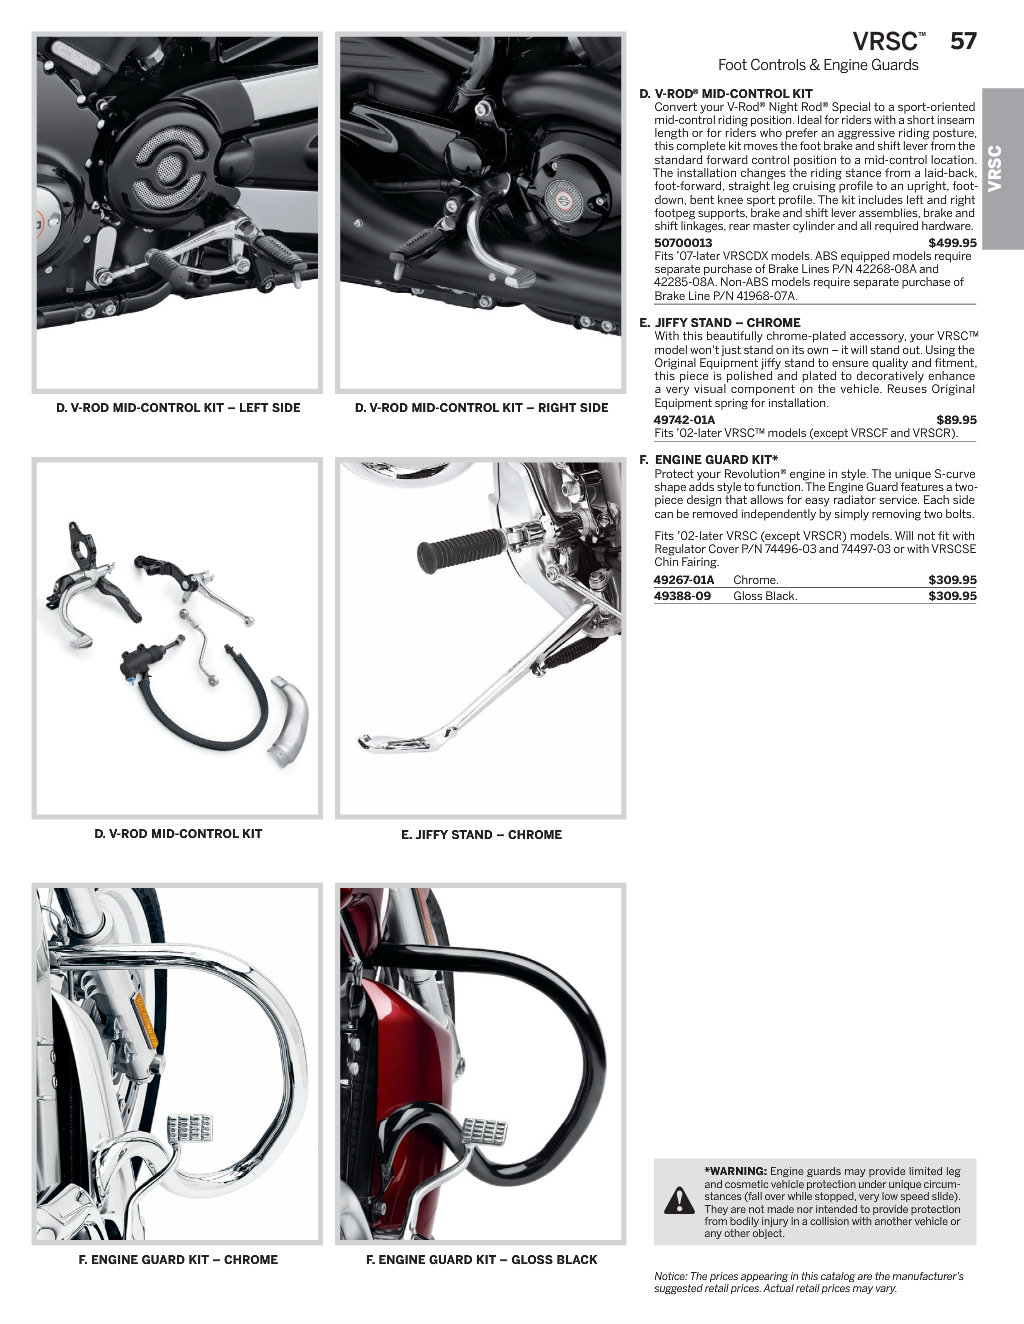 VRSC™ 57
Foot Controls & Engine Guards
D. V-ROD® MID-CONTROL KIT
Convert your V-Rod® Night Rod® Special to a sport-oriented
mid-control riding position. Ideal for riders with a short inseam
length or for riders who prefer an aggressive riding posture,
this complete kit moves the foot brake and shift lever from the
standard forward control position to a mid-control location.
The installation changes the riding stance from a laid-back,
foot-forward, straight leg cruising profile to an upright, foot-
down, bent knee sport profile. The kit includes left and right
footpeg supports, brake and shift lever assemblies, brake and
shift linkages, rear master cylinder and all required hardware.
50700013 $499.95
Fits ’07-later VRSCDX models. ABS equipped models require
separate purchase of Brake Lines P/N 42268-08A and
42285-08A. Non-ABS models require separate purchase of
Brake Line P/N 41968-07A.
E. JIFFY STAND – CHROME
With this beautifully chrome-plated accessory, your VRSC™
model won’t just stand on its own – it will stand out. Using the
Original Equipment jiffy stand to ensure quality and fitment,
this piece is polished and plated to decoratively enhance
a very visual component on the vehicle. Reuses Original
Equipment spring for installation.
49742-01A $89.95
Fits ’02-later VRSC™ models (except VRSCF and VRSCR).
F. ENGINE GUARD KIT*
Protect your Revolution® engine in style. The unique S-curve
shape adds style to function. The Engine Guard features a two-
piece design that allows for easy radiator service. Each side
can be removed independently by simply removing two bolts.
Fits ’02-later VRSC (except VRSCR) models. Will not fit with
Regulator Cover P/N 74496-03 and 74497-03 or with VRSCSE
Chin Fairing.
49267-01A Chrome. $309.95
49388-09 Gloss Black. $309.95
VRSC
D. V-ROD MID-CONTROL KIT – LEFT SIDE
D. V-ROD MID-CONTROL KIT – RIGHT SIDE
D. V-ROD MID-CONTROL KIT
E. JIFFY STAND – CHROME
F. ENGINE GUARD KIT – CHROME
F. ENGINE GUARD KIT – GLOSS BLACK
*WARNING: Engine guards may provide limited leg
and cosmetic vehicle protection under unique circum-
stances (fall over while stopped, very low speed slide).
They are not made nor intended to provide protection
from bodily injury in a collision with another vehicle or
any other object.
Notice: The prices appearing in this catalog are the manufacturer’s
suggested retail prices. Actual retail prices may vary.